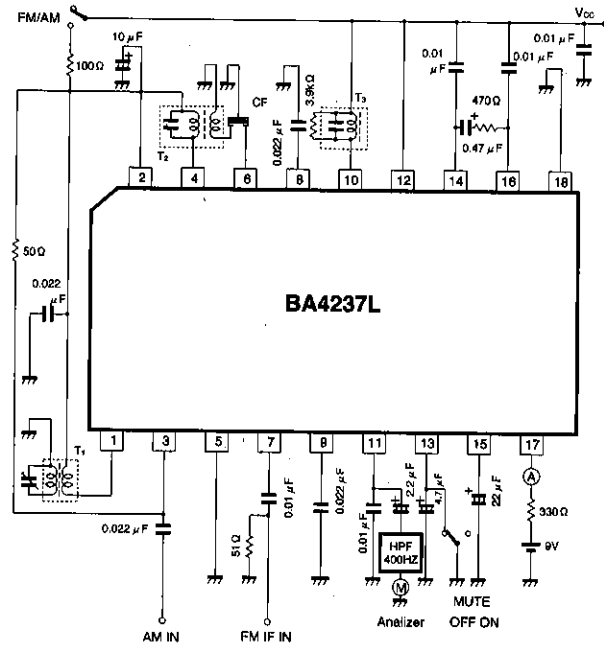 FM/AM
Vcc
10 μF
100Ω
0.01 μF
0.01 μF
0.01 μF
CF
0.022 μF
3.9kΩ
T3
470Ω
0.47 μF
T2
2
4
6
8
10
12
14
16
18
50Ω
0.022 μF
BA4237L
T1
1
3
5
7
9
11
13
15
17
0.022 μF
51Ω
0.01 μF
0.022 μF
0.01 μF
2.2 μF
4.7 μF
22 μF
A
330Ω
9V
HPF
400HZ
M
Analizer
MUTE
OFF ON
AM IN
FM IF IN